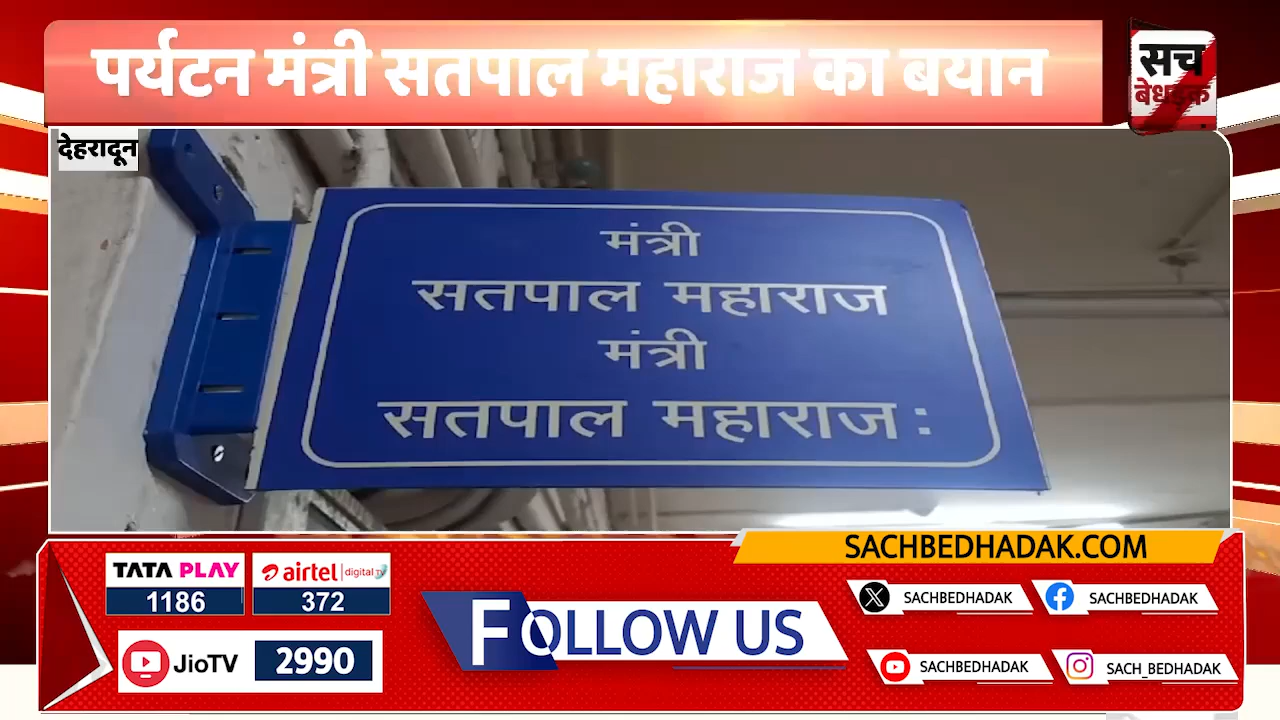 पर्यटन मंत्री सतपाल महाराज का बयान
सच
बेधड़क
देहरादून
मंत्री
सतपाल महाराज
मंत्री
सतपाल महाराज :
SACHBEDHADAK.COM
TATA PLAY
1186
airtel digital TV
372
JioTV
2990
FOLLOW US
SACHBEDHADAK
SACHBEDHADAK
SACHBEDHADAK
SACH_BEDHADAK